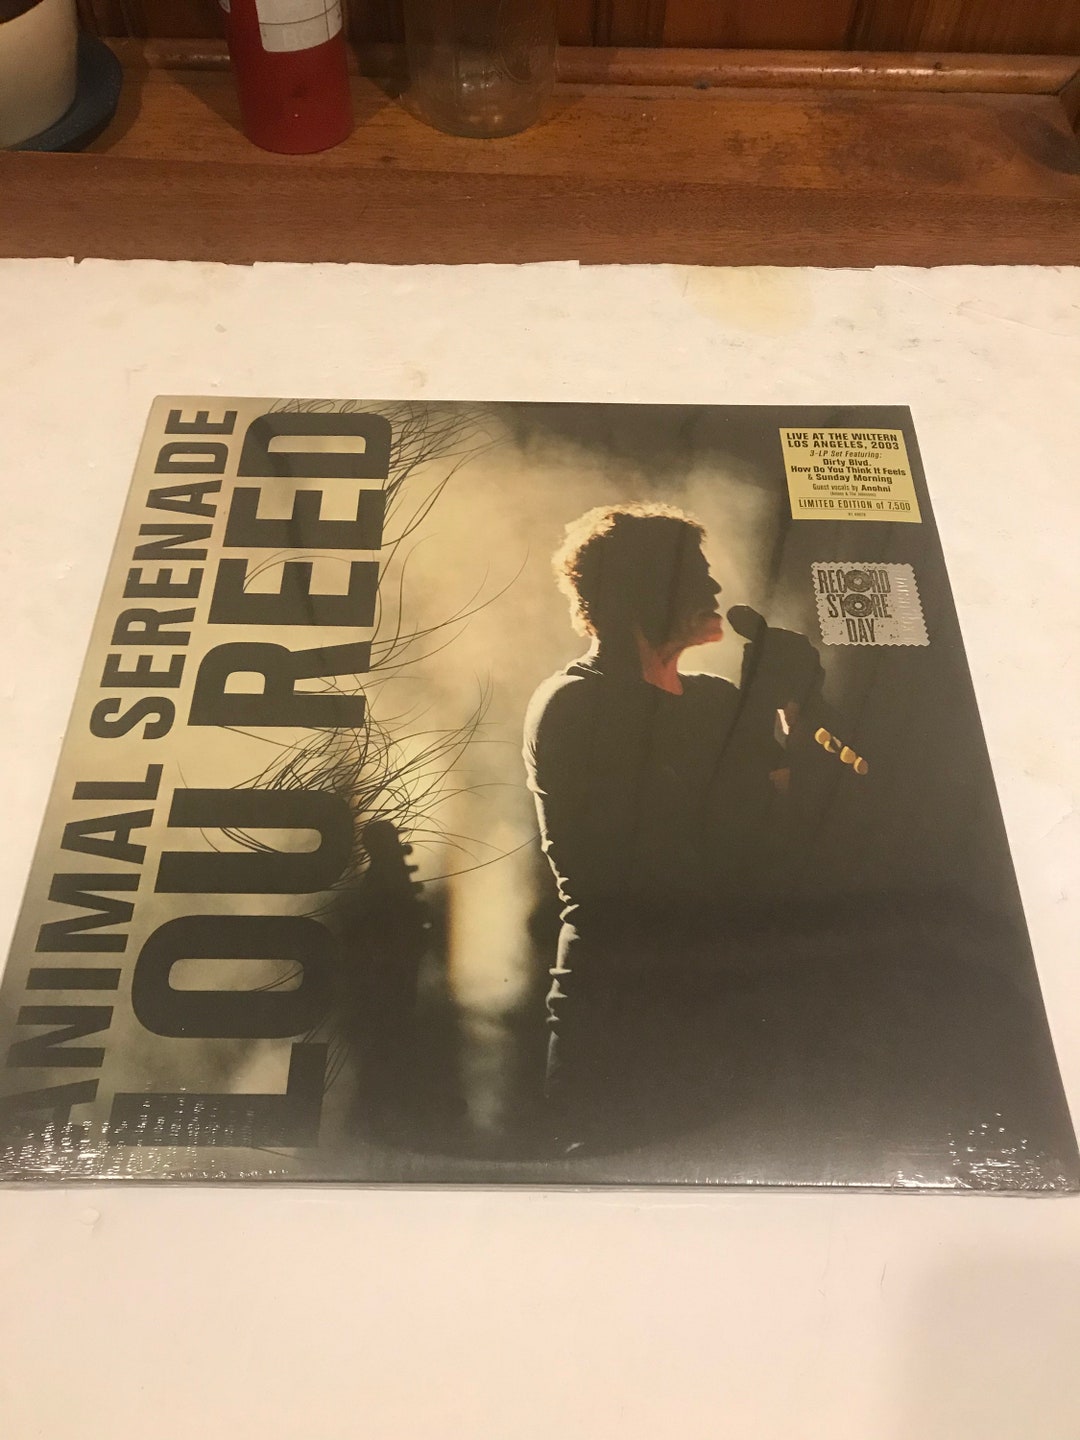 ANIMAL SERENADE
LOU REED
LIVE AT THE WILTERN
LOS ANGELES, 2003
3-LP Set Featuring:
Dirty Blvd.
How Do You Think It Feels
& Sunday Morning
Guest vocals by Anohni
LIMITED EDITION of 7,500
RECORD
STORE
DAY